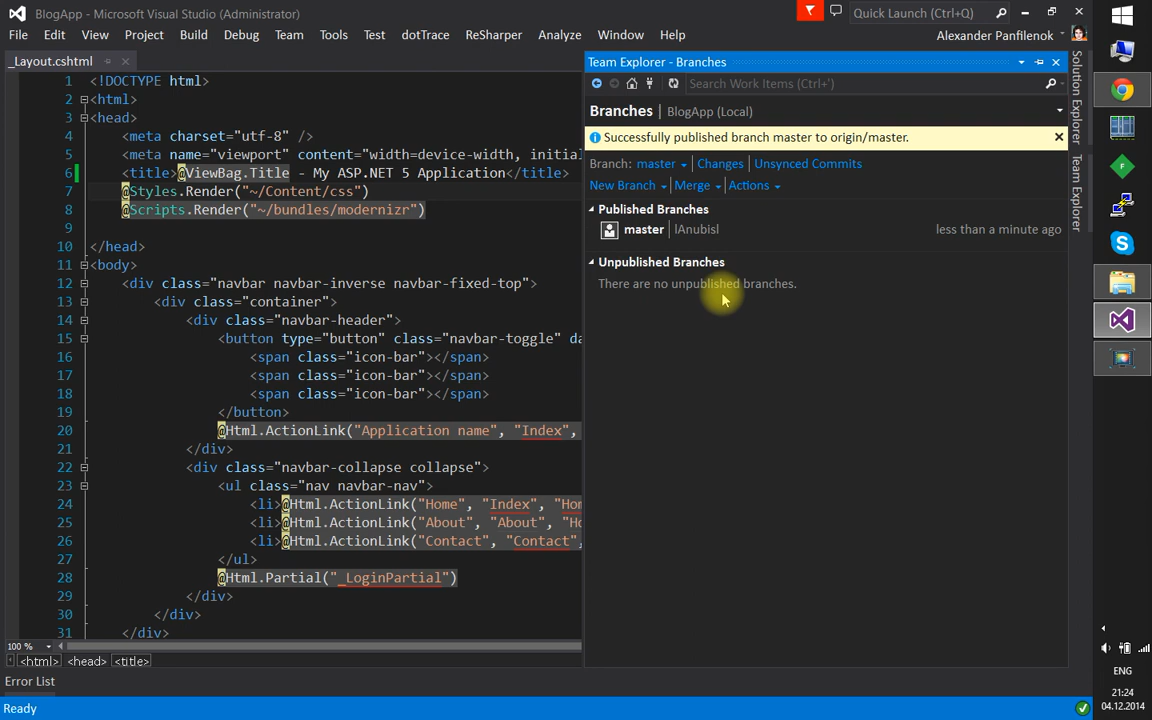 BlogApp - Microsoft Visual Studio (Administrator)
Quick Launch (Ctrl+Q)
File Edit View Project Build Debug Team Tools Test dotTrace ReSharper Analyze Window Help
Alexander Panfilenok
_Layout.cshtml
1 <!DOCTYPE html>
2 <html>
3 <head>
4 <meta charset="utf-8" />
5 <meta name="viewport" content="width=device-width, initial
6 <title>@ViewBag.Title - My ASP.NET 5 Application</title>
7 @Styles.Render("~/Content/css")
8 @Scripts.Render("~/bundles/modernizr")
9
10 </head>
11 <body>
12 <div class="navbar navbar-inverse navbar-fixed-top">
13 <div class="container">
14 <div class="navbar-header">
15 <button type="button" class="navbar-toggle" da
16 <span class="icon-bar"></span>
17 <span class="icon-bar"></span>
18 <span class="icon-bar"></span>
19 </button>
20 @Html.ActionLink("Application name", "Index",
21 </div>
22 <div class="navbar-collapse collapse">
23 <ul class="nav navbar-nav">
24 <li>@Html.ActionLink("Home", "Index", "Hom
25 <li>@Html.ActionLink("About", "About", "Ho
26 <li>@Html.ActionLink("Contact", "Contact",
27 </ul>
28 @Html.Partial("_LoginPartial")
29 </div>
30 </div>
31 </div>
100 %
<html> <head> <title>
Error List
Ready
Team Explorer - Branches
Search Work Items (Ctrl+')
Branches | BlogApp (Local)
Successfully published branch master to origin/master.
Branch: master | Changes | Unsynced Commits
New Branch | Merge | Actions
Published Branches
master | lAnubisl less than a minute ago
Unpublished Branches
There are no unpublished branches.
Solution Explorer
Team Explorer
ENG
21:24
04.12.2014